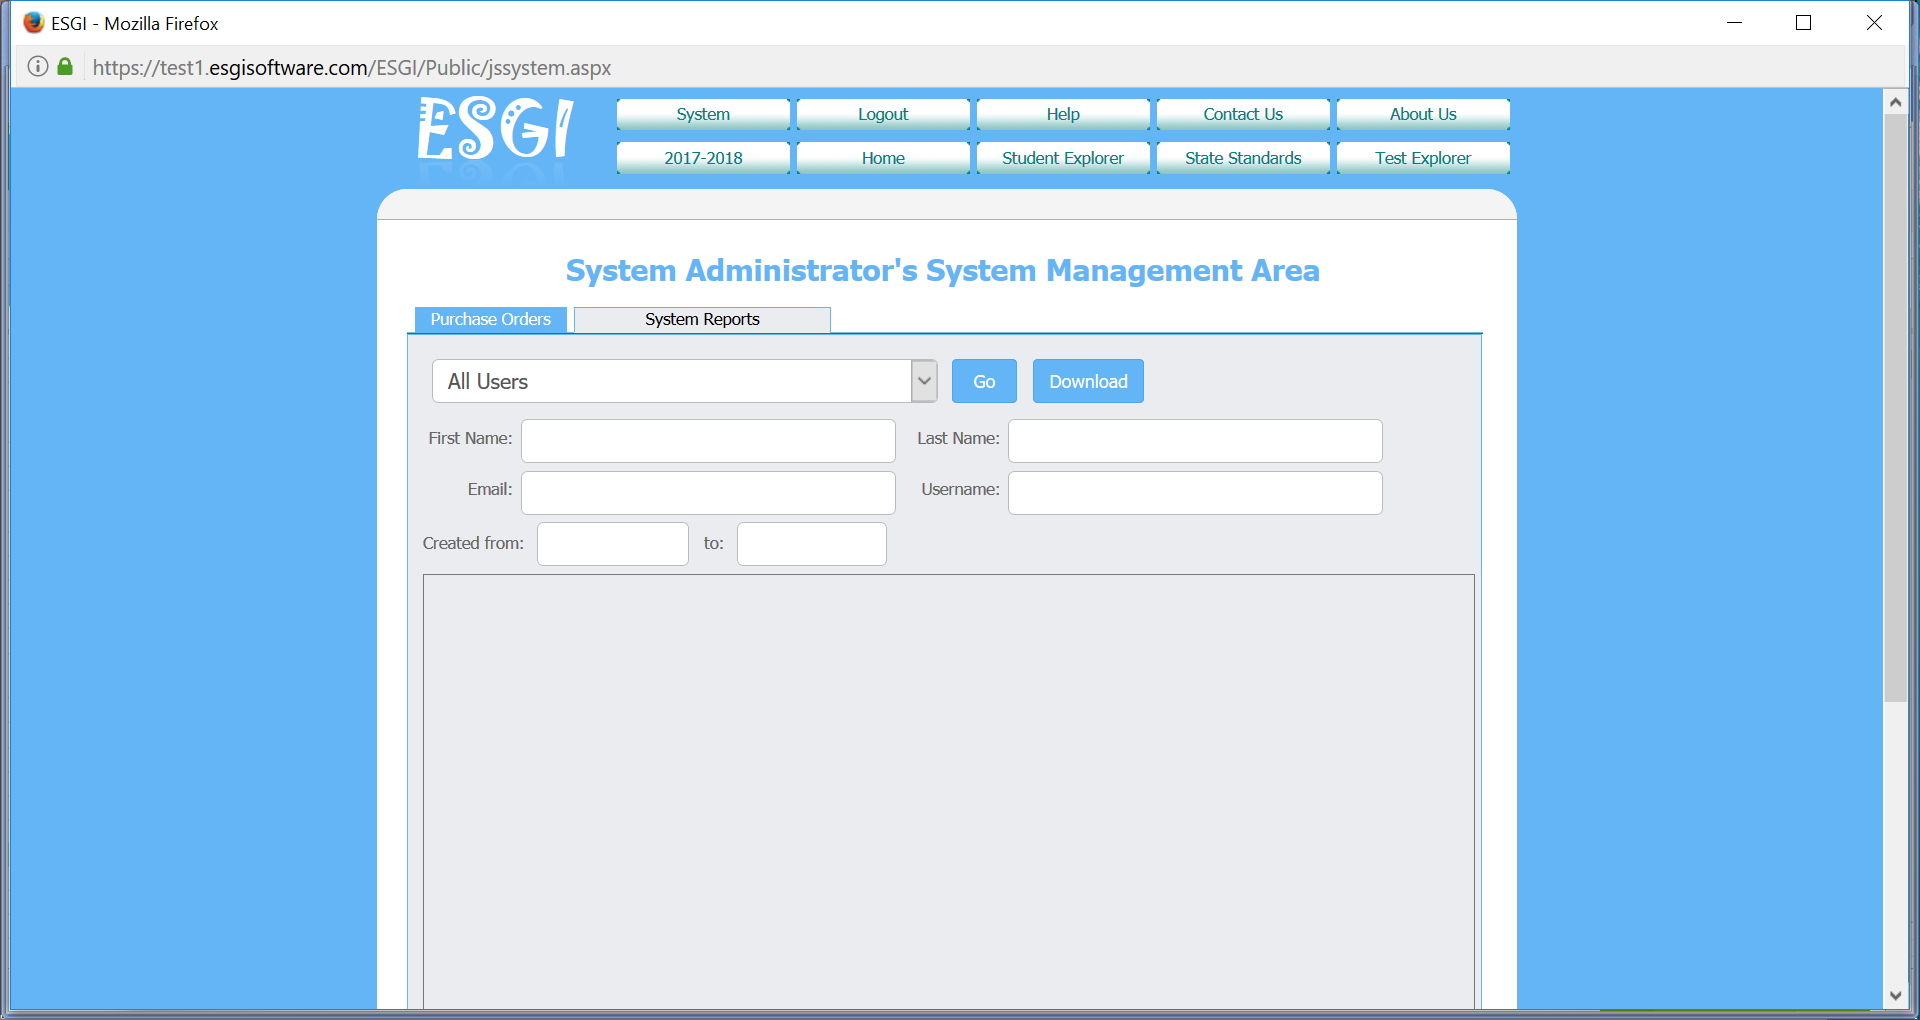 ESGI - Mozilla Firefox
https://test1.esgisoftware.com/ESGI/Public/jssystem.aspx
ESGI
System Logout Help Contact Us About Us
2017-2018 Home Student Explorer State Standards Test Explorer
System Administrator's System Management Area
Purchase Orders System Reports
All Users Go Download
First Name: Last Name:
Email: Username:
Created from: to: